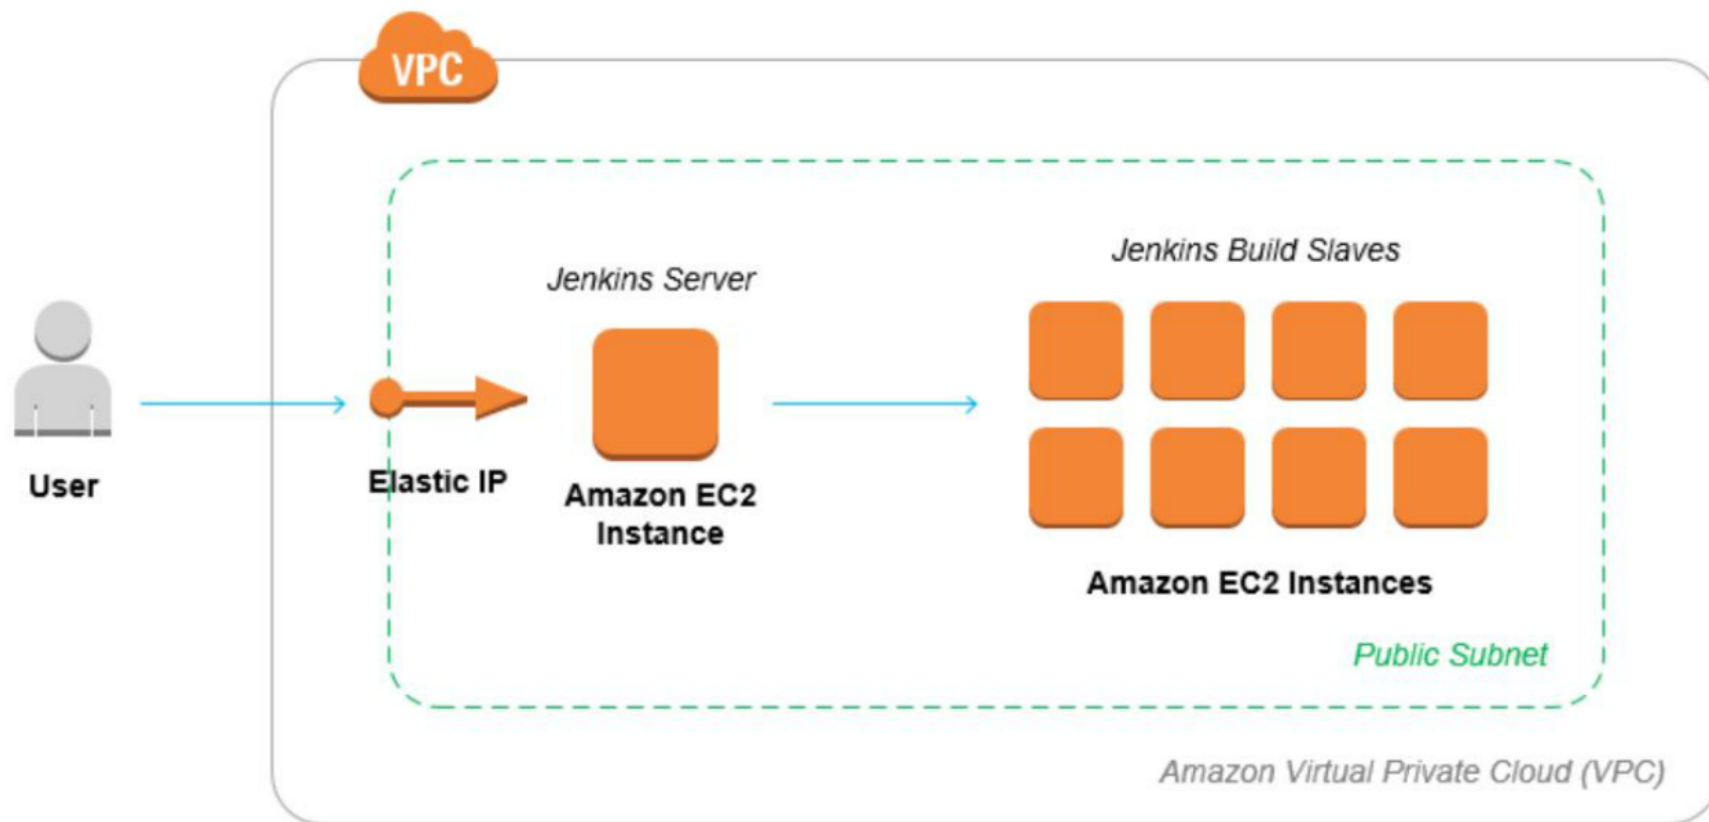 VPC
Jenkins Server
Jenkins Build Slaves
User
Elastic IP
Amazon EC2
Instance
Amazon EC2 Instances
Public Subnet
Amazon Virtual Private Cloud (VPC)